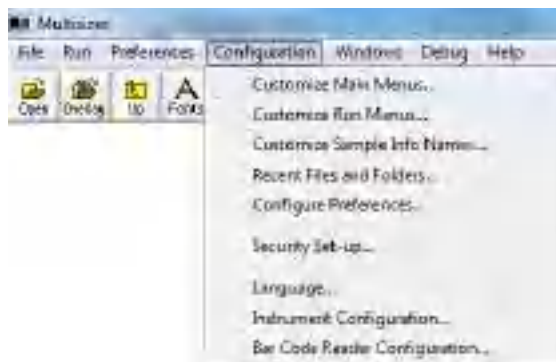 Multisizer
File Run Preferences Configuration Windows Debug Help
Open Overlay Up Fonts
Customize Main Menus...
Customize Run Menus...
Customize Sample Info Names...
Recent Files and Folders...
Configure Preferences...
Security Set-up...
Language...
Instrument Configuration...
Bar Code Reader Configuration...